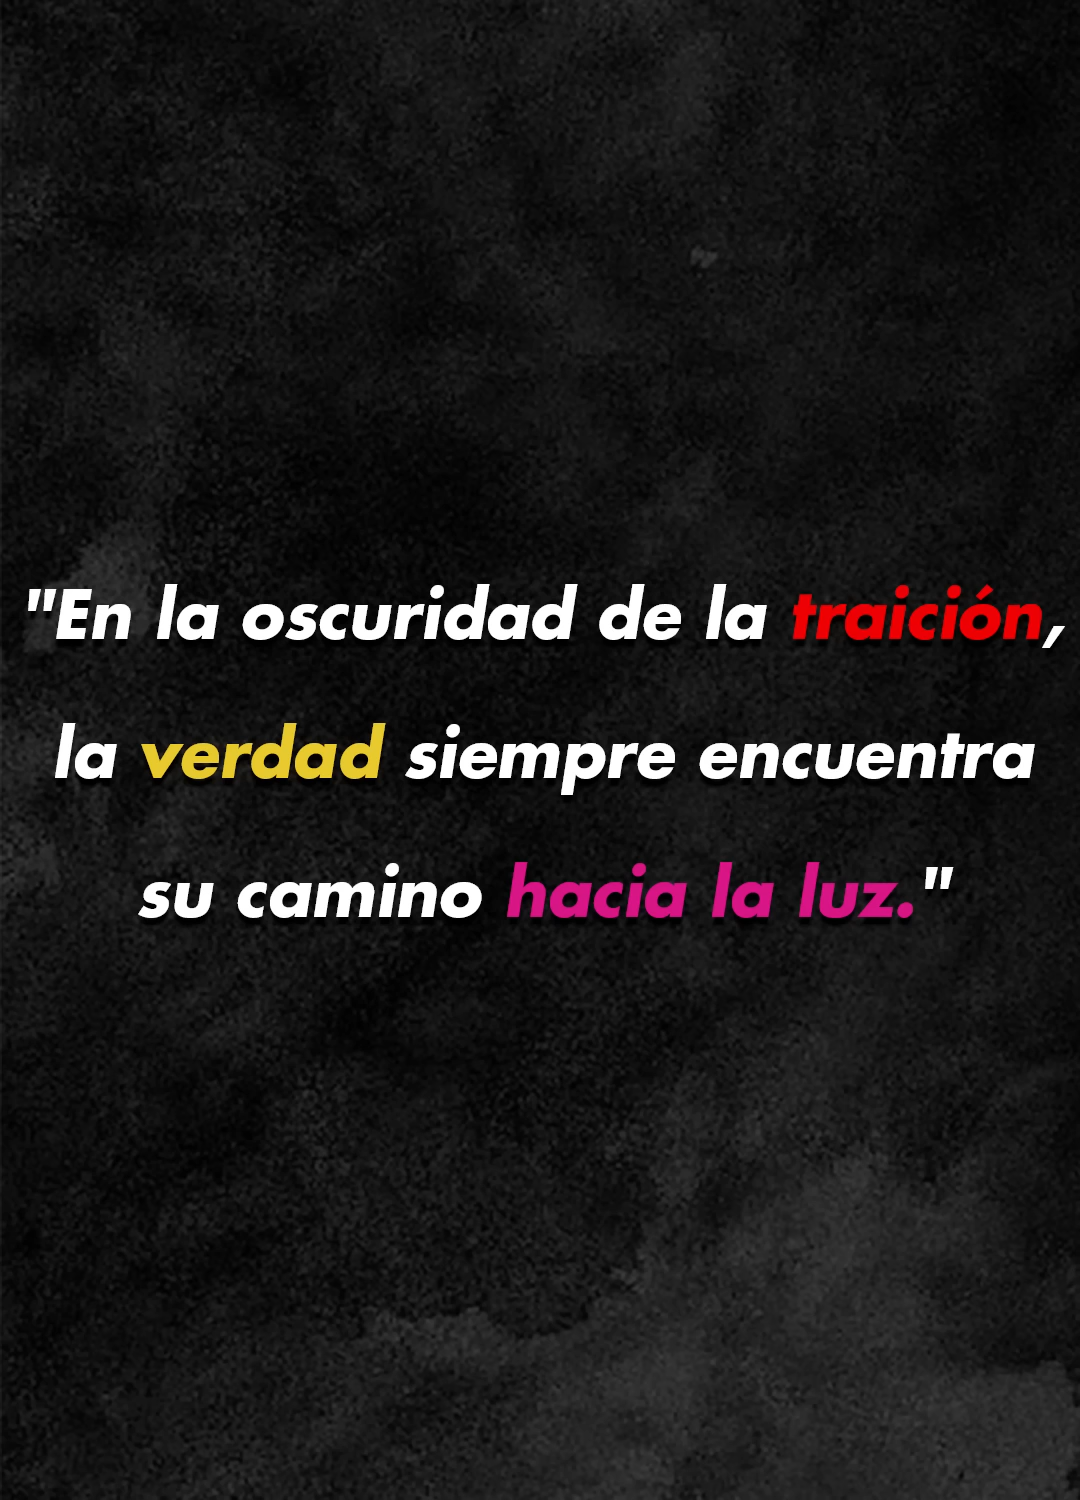 "En la oscuridad de la traición,
la verdad siempre encuentra
su camino hacia la luz."